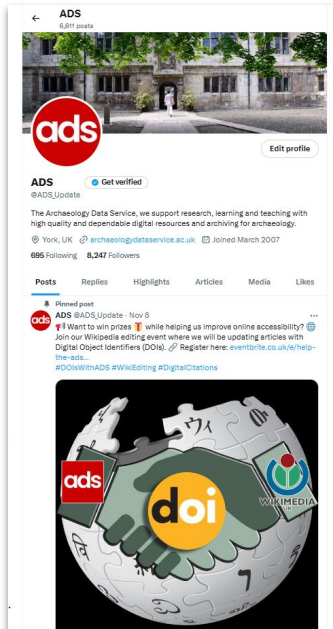 ADS
6,611 posts
ads
Edit profile
ADS
Get verified
@ADS_Update
The Archaeology Data Service, we support research, learning and teaching with
high quality and dependable digital resources and archiving for archaeology.
York, UK archaeologydataservice.ac.uk Joined March 2007
695 Following 8,247 Followers
Posts Replies Highlights Articles Media Likes
Pinned post
ads
ADS @ADS_Update · Nov 8
Want to win prizes while helping us improve online accessibility?
Join our Wikipedia editing event where we will be updating articles with
Digital Object Identifiers (DOIs). Register here: eventbrite.co.uk/e/help-
the-ads...
#DOIsWithADS #WikiEditing #DigitalCitations
ads
doi
WIKIMEDIA
UK